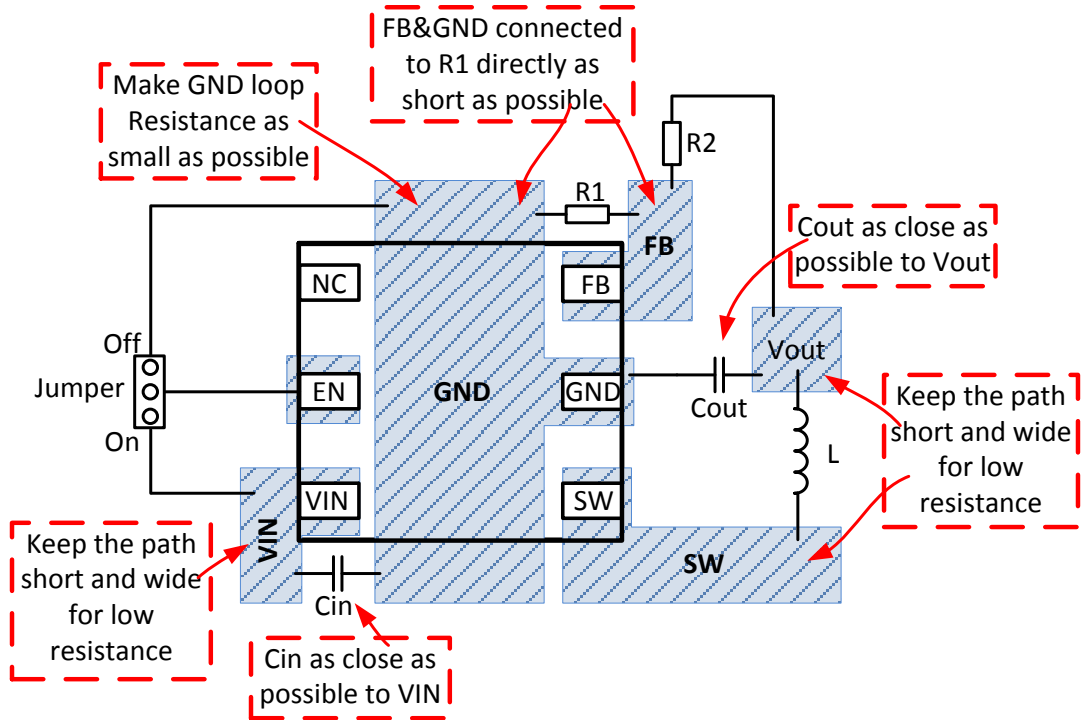 FB&GND connected
to R1 directly as
short as possible
Make GND loop
Resistance as
small as possible
R2
R1
Cout as close as
possible to Vout
FB
NC
FB
Off
Jumper
On
EN
GND
GND
Vout
Cout
Keep the path
short and wide
for low
resistance
L
VIN
SW
VIN
SW
Keep the path
short and wide
for low
resistance
Cin
Cin as close as
possible to VIN